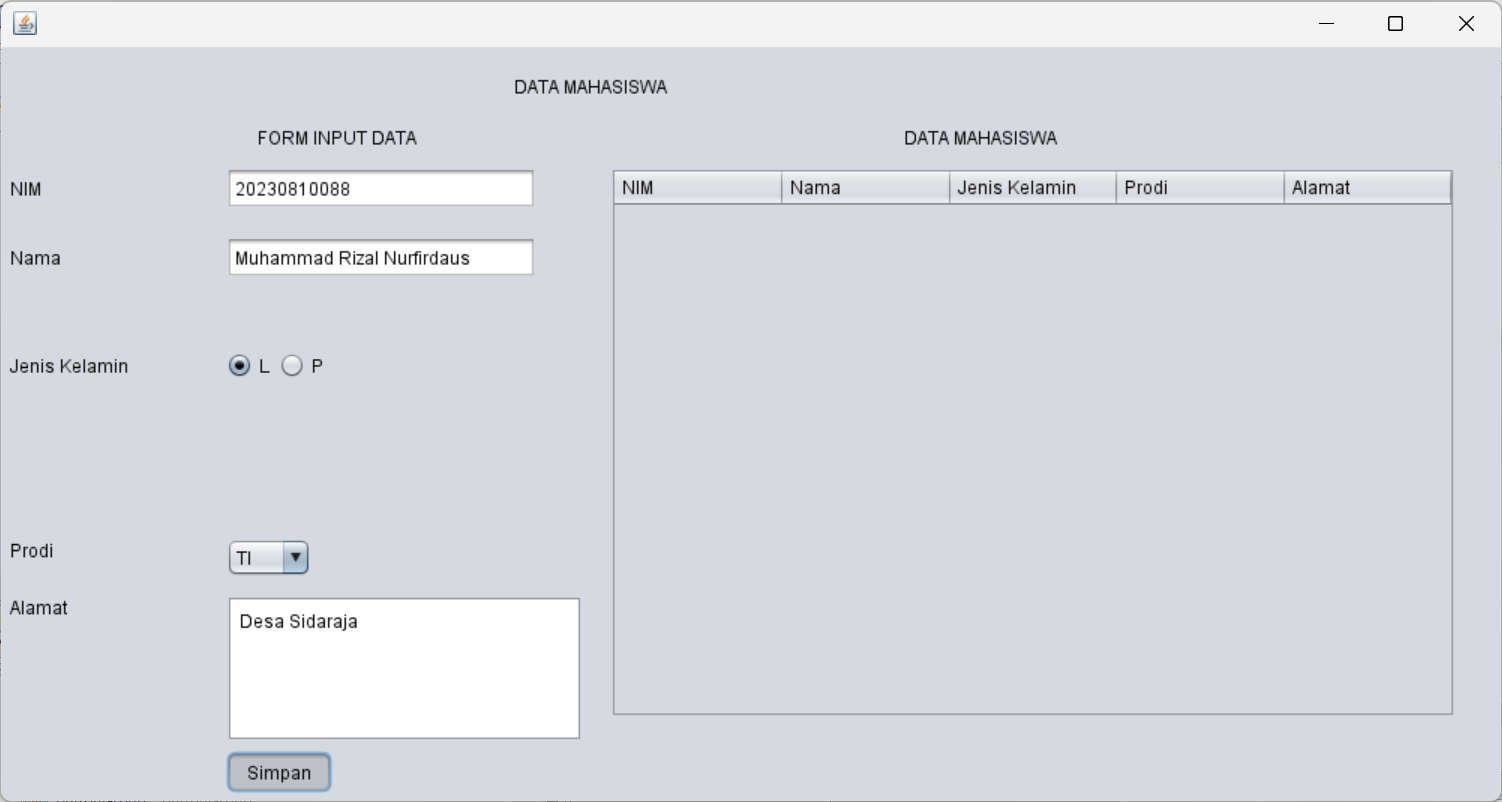 DATA MAHASISWA
FORM INPUT DATA
DATA MAHASISWA
NIM 20230810088
Nama Muhammad Rizal Nurfirdaus
Jenis Kelamin L P
Prodi TI
Alamat Desa Sidaraja
Simpan
NIM Nama Jenis Kelamin Prodi Alamat